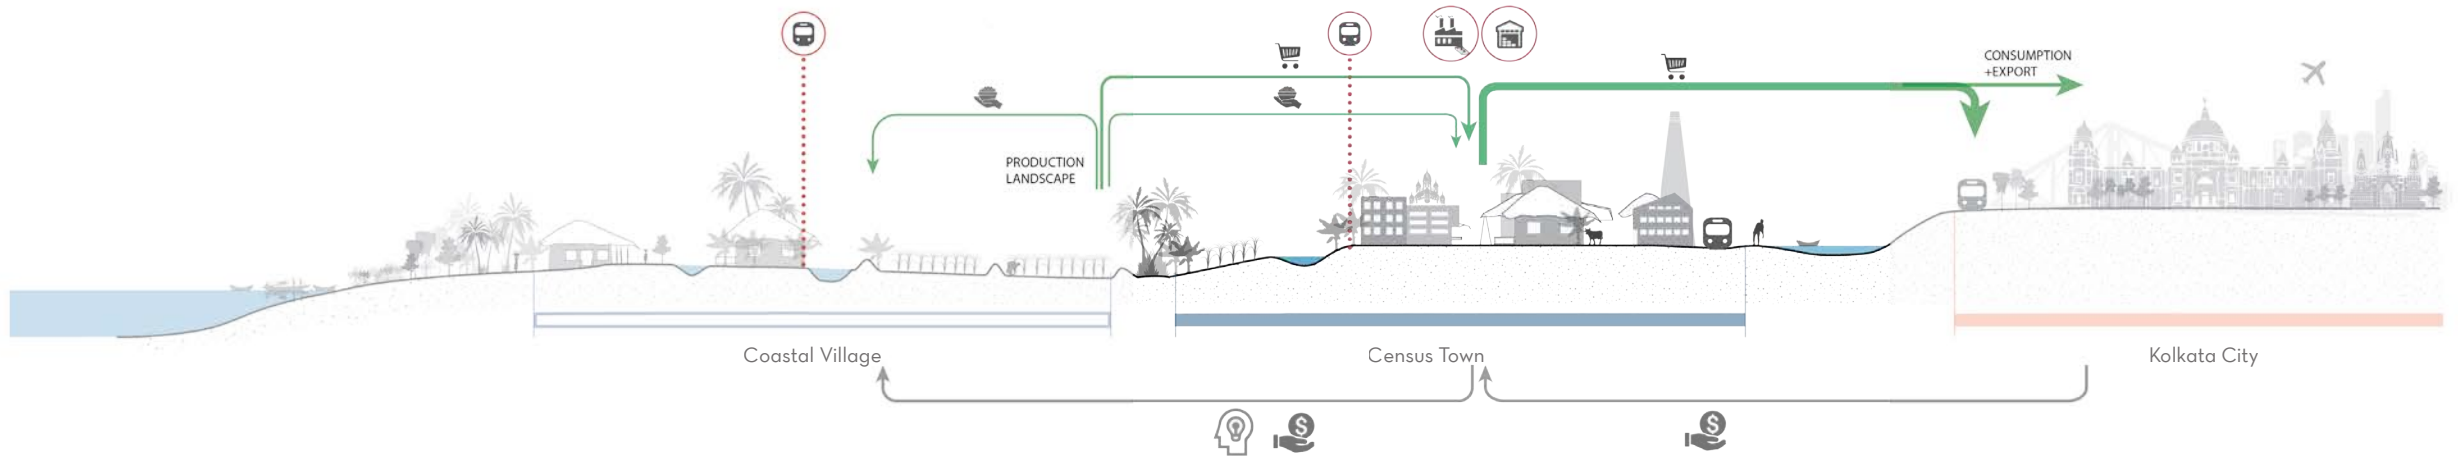 CONSUMPTION
+EXPORT
PRODUCTION
LANDSCAPE
Coastal Village
Census Town
Kolkata City